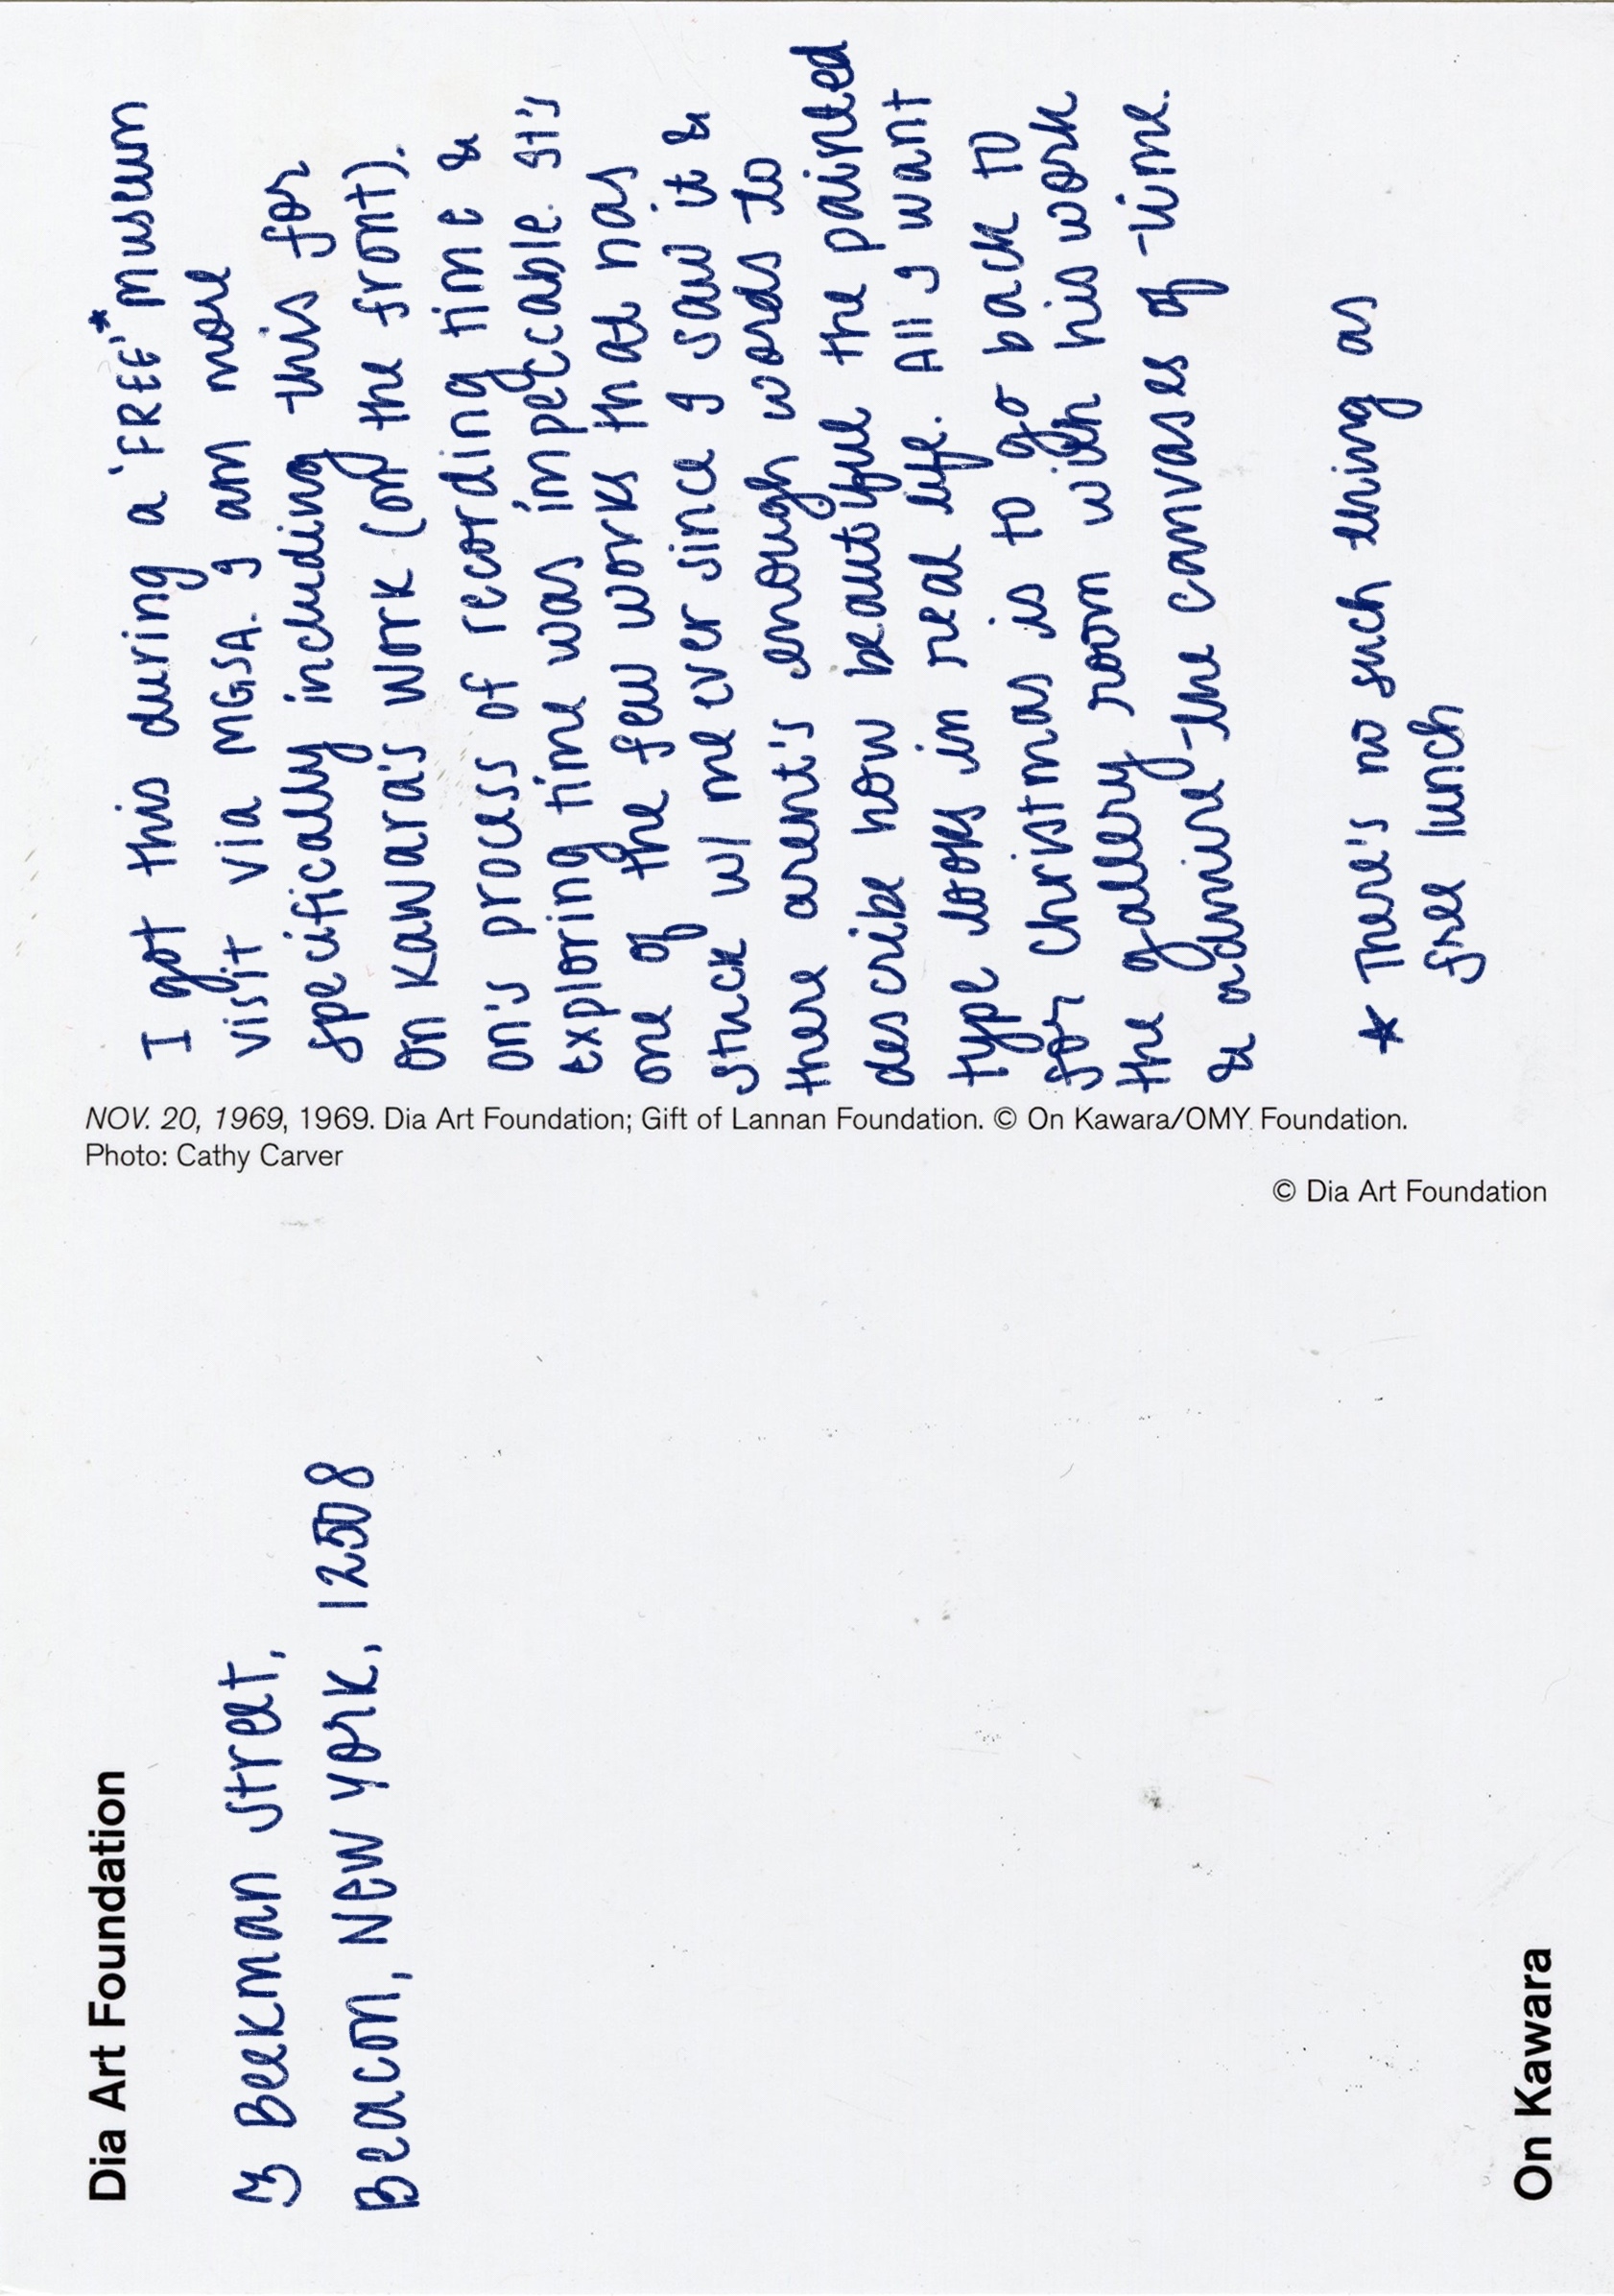 Dia Art Foundation
3 Beekman Street,
Beacon, New York, 12508
On Kawara
NOV. 20, 1969, 1969. Dia Art Foundation; Gift of Lannan Foundation. © On Kawara/OMY Foundation.
Photo: Cathy Carver
© Dia Art Foundation
I got this during a 'FREE'* museum
visit via MGSA. I am more
specifically including this for
On Kawara's work (on the front).
On's process of recording time &
exploring time was impeccable. It's
one of the few works that has
stuck w/ me ever since I saw it &
there aren't enough words to
describe how beautiful the painted
type looks in real life. All I want
for christmas is to go back to
the gallery room with his work
& admire the canvases of time.
* There's no such thing as
free lunch